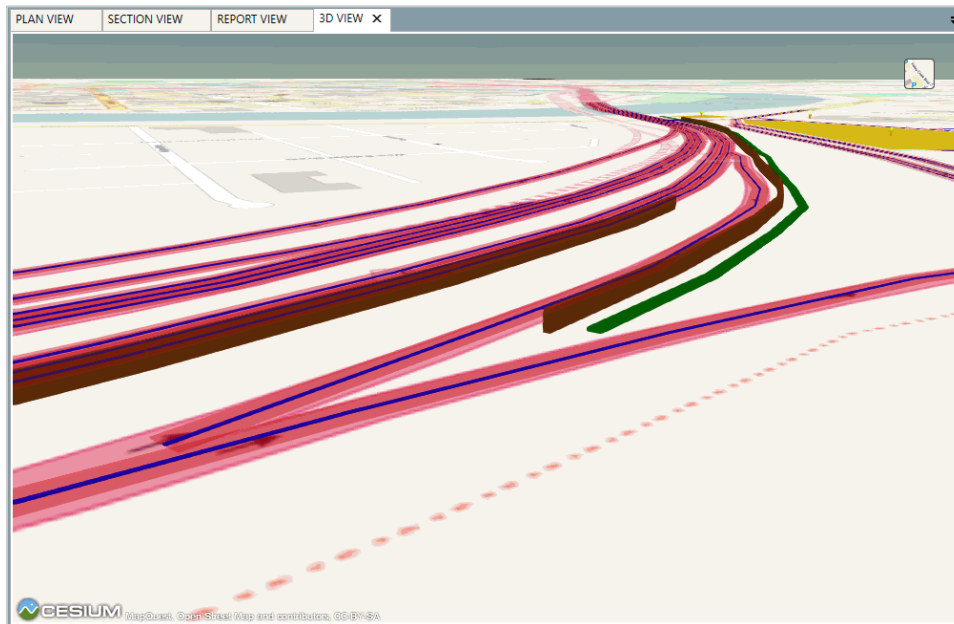 PLAN VIEW
SECTION VIEW
REPORT VIEW
3D VIEW X
CESIUM
MapQuest, Open Street Map and contributors, CC-BY-SA